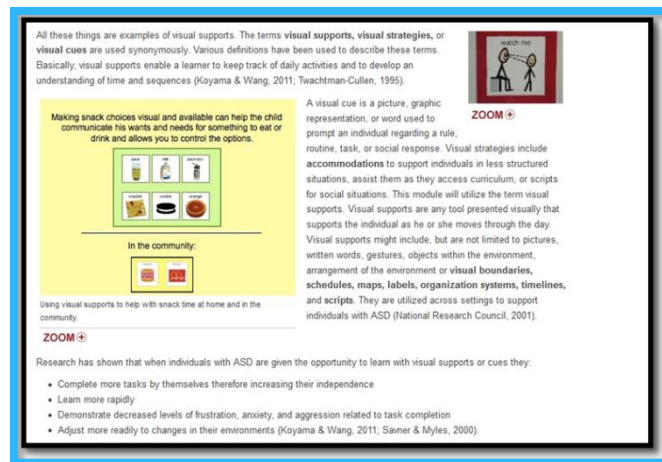 All these things are examples of visual supports. The terms visual supports, visual strategies, or
visual cues are used synonymously. Various definitions have been used to describe these terms.
Basically, visual supports enable a learner to keep track of daily activities and to develop an
understanding of time and sequences (Koyama & Wang, 2011; Twachtman-Cullen, 1995).
watch me
ZOOM
Making snack choices visual and available can help the child
communicate his wants and needs for something to eat or
drink and allows you to control the options.
juice milk juice box
crackers cookie orange
In the community:
Using visual supports to help with snack time at home and in the
community.
ZOOM
A visual cue is a picture, graphic
representation, or word used to
prompt an individual regarding a rule,
routine, task, or social response. Visual strategies include
accommodations to support individuals in less structured
situations, assist them as they access curriculum, or scripts
for social situations. This module will utilize the term visual
supports. Visual supports are any tool presented visually that
supports the individual as he or she moves through the day.
Visual supports might include, but are not limited to pictures,
written words, gestures, objects within the environment,
arrangement of the environment or visual boundaries,
schedules, maps, labels, organization systems, timelines,
and scripts. They are utilized across settings to support
individuals with ASD (National Research Council, 2001).
Research has shown that when individuals with ASD are given the opportunity to learn with visual supports or cues they:
• Complete more tasks by themselves therefore increasing their independence
• Learn more rapidly
• Demonstrate decreased levels of frustration, anxiety, and aggression related to task completion
• Adjust more readily to changes in their environments (Koyama & Wang, 2011; Savner & Myles, 2000).